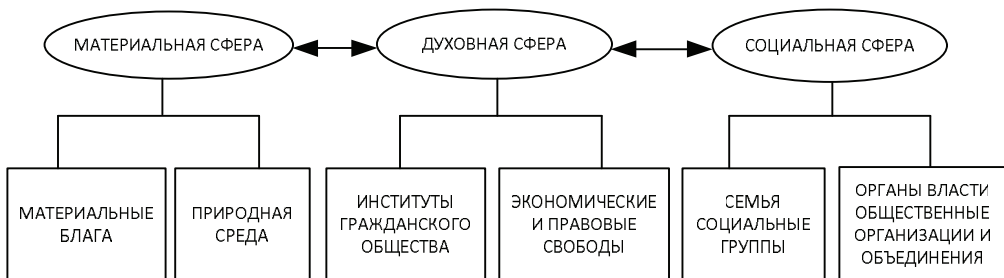 МАТЕРИАЛЬНАЯ СФЕРА
ДУХОВНАЯ СФЕРА
СОЦИАЛЬНАЯ СФЕРА
МАТЕРИАЛЬНЫЕ
БЛАГА
ПРИРОДНАЯ
СРЕДА
ИНСТИТУТЫ
ГРАЖДАНСКОГО
ОБЩЕСТВА
ЭКОНОМИЧЕСКИЕ
И ПРАВОВЫЕ
СВОБОДЫ
СЕМЬЯ
СОЦИАЛЬНЫЕ
ГРУППЫ
ОРГАНЫ ВЛАСТИ
ОБЩЕСТВЕННЫЕ
ОРГАНИЗАЦИИ И
ОБЪЕДИНЕНИЯ